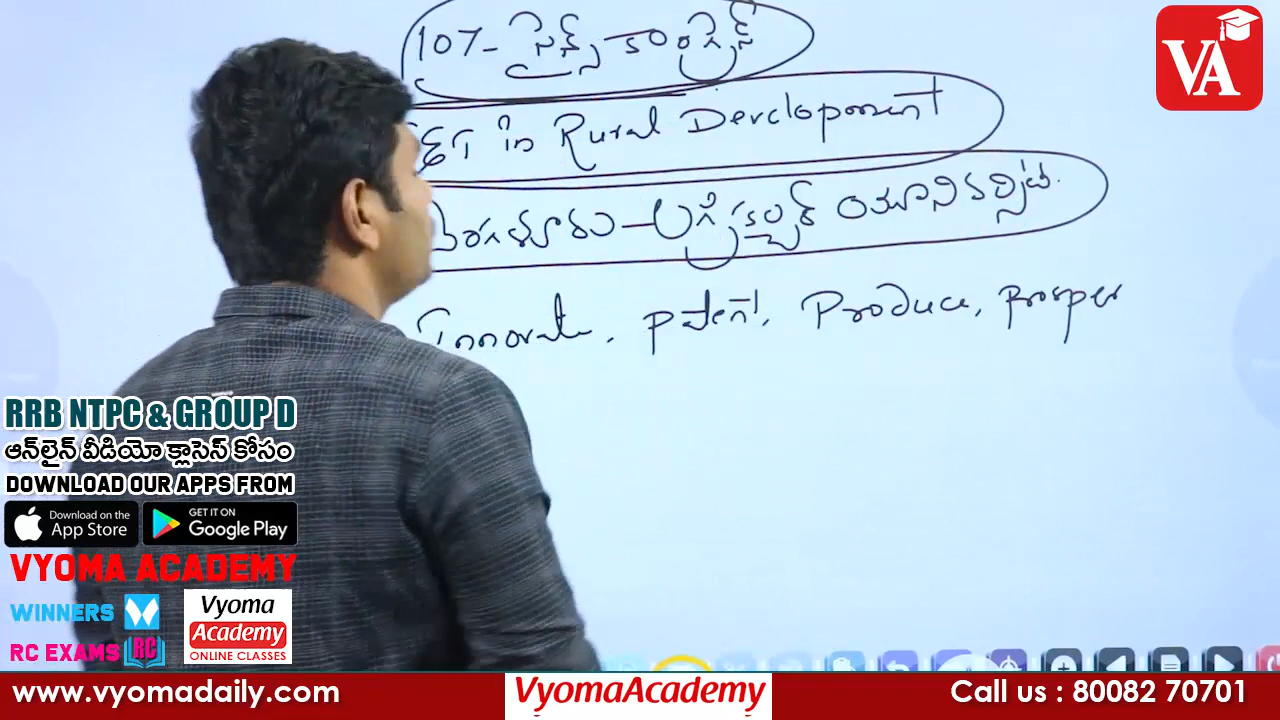 107- సైన్స్ కాంగ్రెస్
S&T in Rural Development
బెంగళూరు - అగ్రికల్చర్ యూనివర్సిటీ.
Innovate, Patent, Produce, Prosper
VA
RRB NTPC & GROUP D
ఆన్‌లైన్ వీడియో క్లాసెస్ కోసం
DOWNLOAD OUR APPS FROM
Download on the App Store
GET IT ON Google Play
VYOMA ACADEMY
WINNERS
RC EXAMS RC
Vyoma
Academy
ONLINE CLASSES
www.vyomadaily.com
VyomaAcademy
Call us : 80082 70701